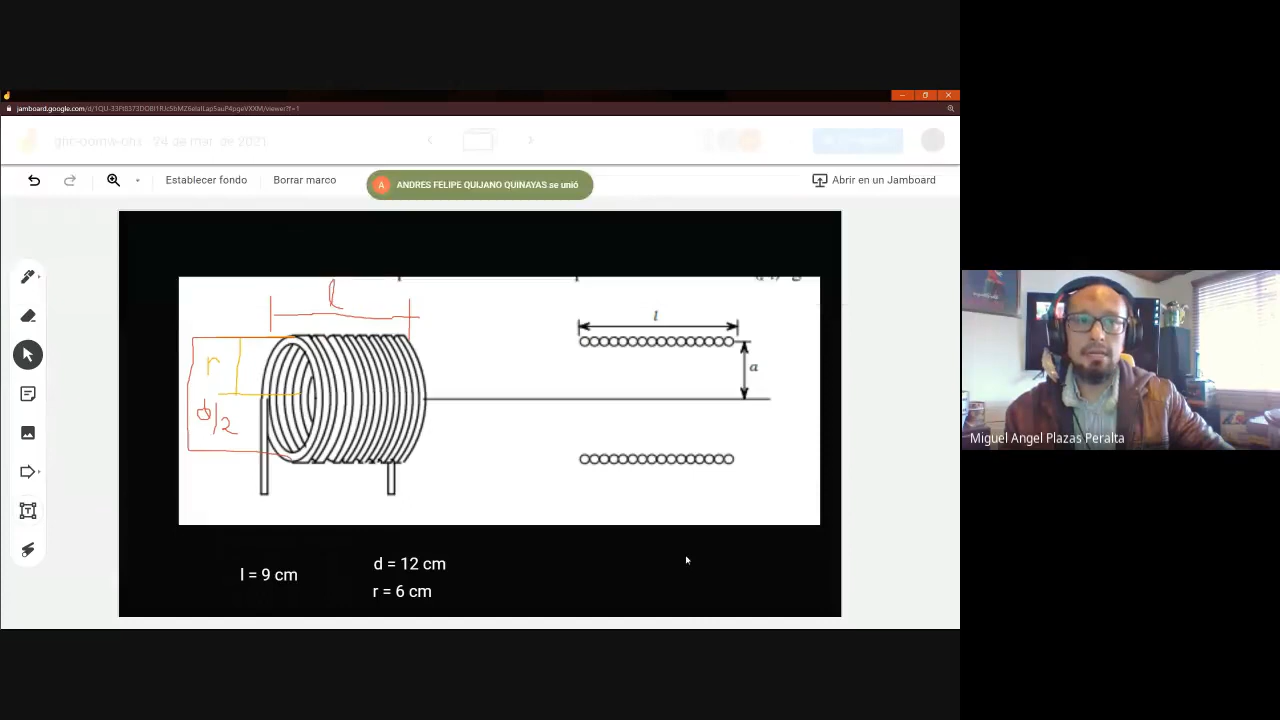 Establecer fondo
Borrar marco
ANDRES FELIPE QUIJANO QUINAYAS se unió
Abrir en un Jamboard
l
r
d/2
l
a
l = 9 cm
d = 12 cm
r = 6 cm
Miguel Angel Plazas Peralta